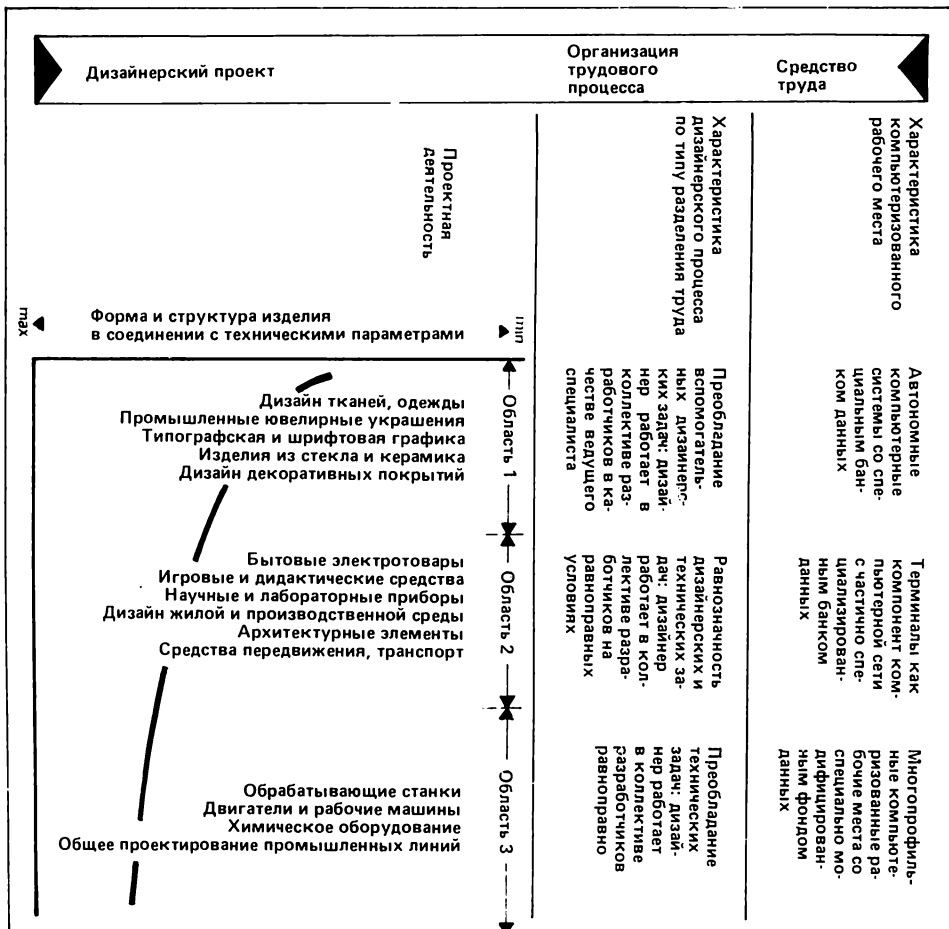 Дизайнерский проект
Организация
трудового
процесса
Средство
труда
Проектная
деятельность
Характеристика
дизайнерского процесса
по типу разделения труда
Характеристика
компьютеризованного
рабочего места
max
Форма и структура изделия
в соединении с техническими параметрами
min
Дизайн тканей, одежды
Промышленные ювелирные украшения
Типографская и шрифтовая графика
Изделия из стекла и керамика
Дизайн декоративных покрытий
Область 1
Преобладание
вспомогатель-
ных дизайнерс-
ких задач: дизай-
нер работает в
коллективе раз-
работчиков в ка-
честве ведущего
специалиста
Автономные
компьютерные
системы со спе-
циальным бан-
ком данных
Бытовые электротовары
Игровые и дидактические средства
Научные и лабораторные приборы
Дизайн жилой и производственной среды
Архитектурные элементы
Средства передвижения, транспорт
Область 2
Равнозначность
дизайнерских и
технических за-
дач: дизайнер
работает в кол-
лективе разра-
ботчиков на
равноправных
условиях
Терминалы как
компонент ком-
пьютерной сети
с частично спе-
циализирован-
ным банком
данных
Обрабатывающие станки
Двигатели и рабочие машины
Химическое оборудование
Общее проектирование промышленных линий
Область 3
Преобладание
технических
задач: дизай-
нер работает
в коллективе
разработчиков
равноправно
Многопрофиль-
ные компьюте-
ризованные ра-
бочие места со
специально мо-
дифицирован-
ным фондом
данных